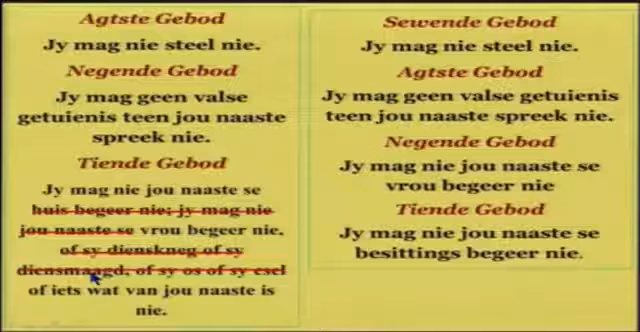 Agtste Gebod
Jy mag nie steel nie.
Negende Gebod
Jy mag geen valse
getuienis teen jou naaste
spreek nie.
Tiende Gebod
Jy mag nie jou naaste se
huis begeer nie; jy mag nie
jou naaste se vrou begeer nie,
of sy dienskneg of sy
diensmaagd, of sy os of sy esel
of iets wat van jou naaste is
nie.
Sewende Gebod
Jy mag nie steel nie.
Agtste Gebod
Jy mag geen valse getuienis
teen jou naaste spreek nie.
Negende Gebod
Jy mag nie jou naaste se
vrou begeer nie
Tiende Gebod
Jy mag nie jou naaste se
besittings begeer nie.